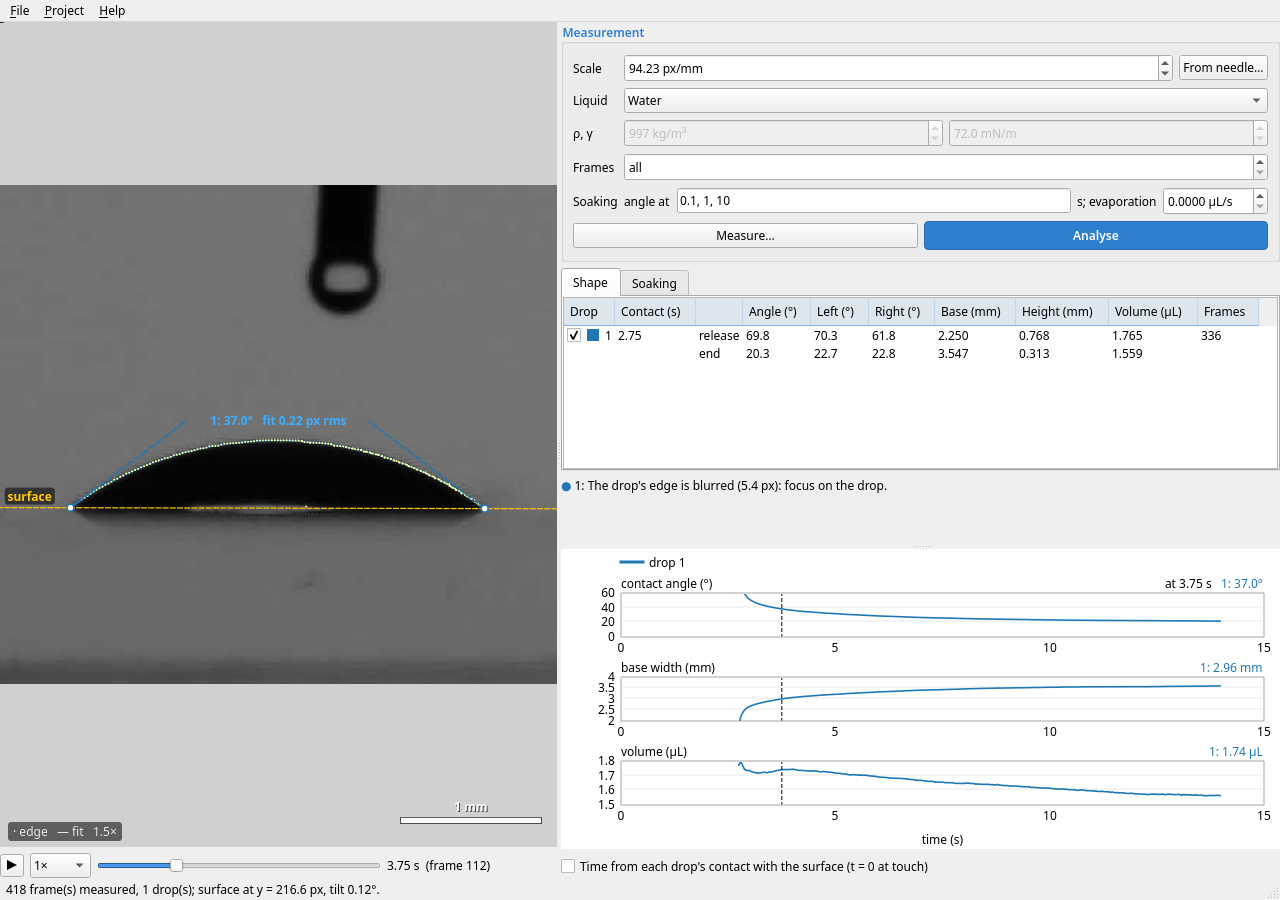 File Project Help
Measurement
Scale 94.23 px/mm From needle...
Liquid Water
ρ, γ 997 kg/m³ 72.0 mN/m
Frames all
Soaking angle at 0.1, 1, 10 s; evaporation 0.0000 µL/s
Measure... Analyse
Shape Soaking
Drop Contact (s) Angle (°) Left (°) Right (°) Base (mm) Height (mm) Volume (µL) Frames
1 2.75 release 69.8 70.3 61.8 2.250 0.768 1.765 336
end 20.3 22.7 22.8 3.547 0.313 1.559
1: 37.0° fit 0.22 px rms
surface
1: The drop's edge is blurred (5.4 px): focus on the drop.
drop 1
contact angle (°) at 3.75 s 1: 37.0°
60
40
20
0
0 5 10 15
base width (mm) 1: 2.96 mm
4
3.5
3
2.5
2
0 5 10 15
volume (µL) 1: 1.74 µL
1.8
1.7
1.6
1.5
0 5 10 15
time (s)
1 mm
· edge — fit 1.5×
1× 3.75 s (frame 112)
Time from each drop's contact with the surface (t = 0 at touch)
418 frame(s) measured, 1 drop(s); surface at y = 216.6 px, tilt 0.12°.